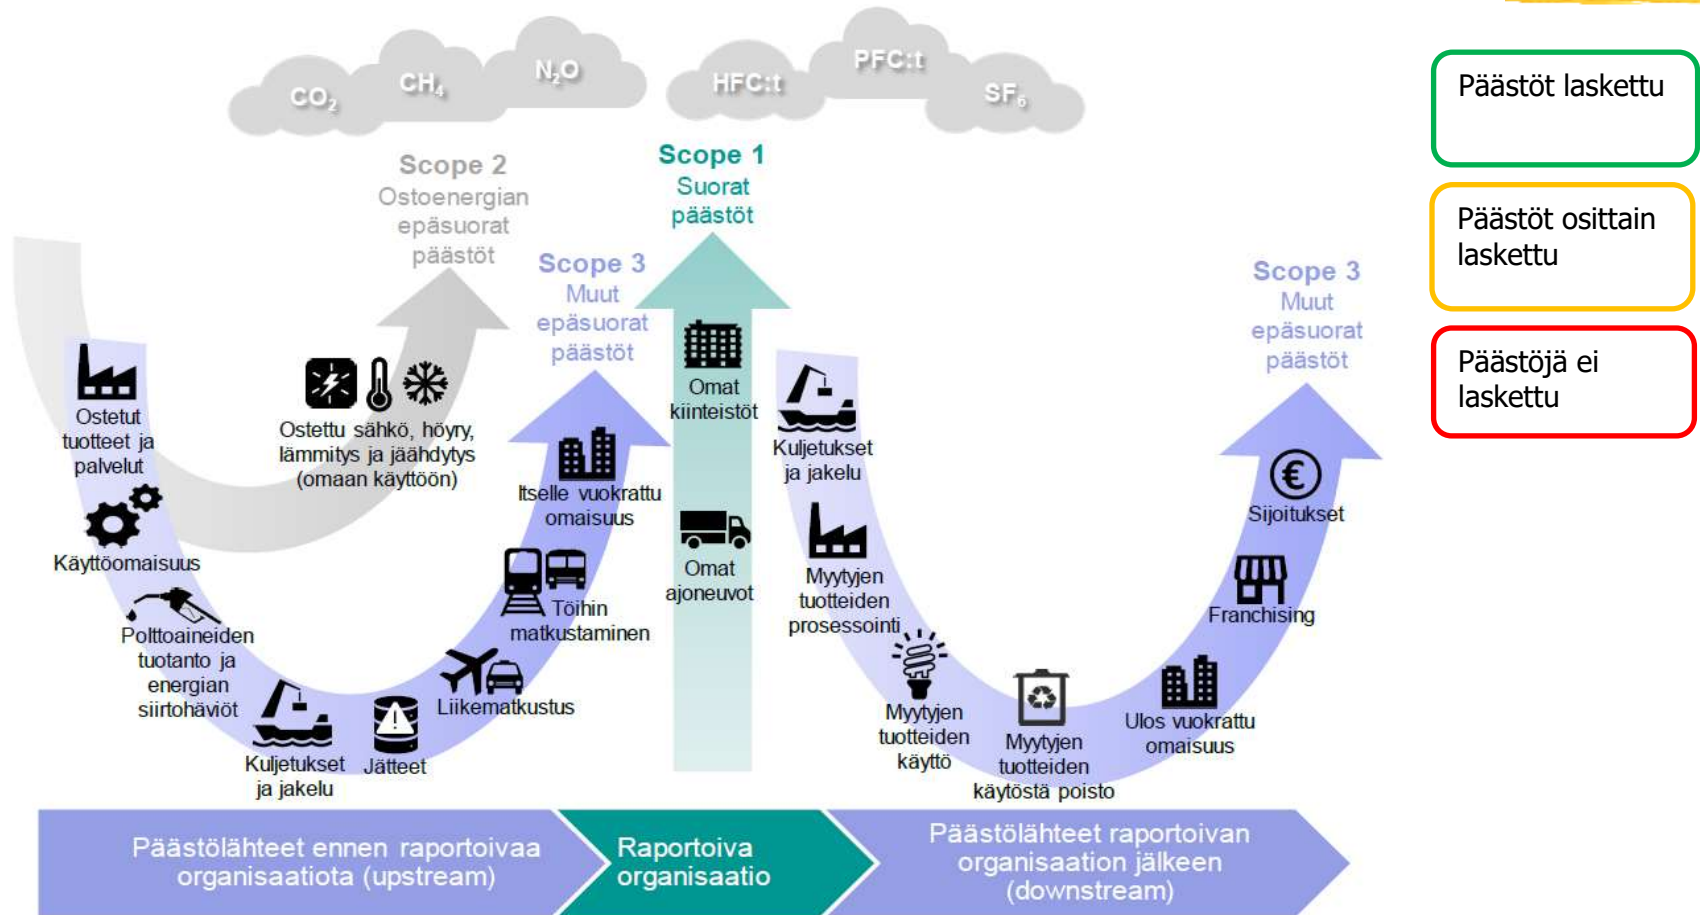 CO₂
CH₄
N₂O
HFC:t
PFC:t
SF₆
Scope 2
Ostoenergian
epäsuorat
päästöt
Scope 1
Suorat
päästöt
Scope 3
Muut
epäsuorat
päästöt
Scope 3
Muut
epäsuorat
päästöt
Ostetut
tuotteet ja
palvelut
Käyttöomaisuus
Polttoaineiden
tuotanto ja
energian
siirtohäviöt
Kuljetukset
ja jakelu
Jätteet
Liikematkustus
Töihin
matkustaminen
Itselle vuokrattu
omaisuus
Ostettu sähkö, höyry,
lämmitys ja jäähdytys
(omaan käyttöön)
Omat
kiinteistöt
Omat
ajoneuvot
Kuljetukset
ja jakelu
Myytyjen
tuotteiden
prosessointi
Myytyjen
tuotteiden
käyttö
Myytyjen
tuotteiden
käytöstä poisto
Ulos vuokrattu
omaisuus
Franchising
Sijoitukset
Päästölähteet ennen raportoivaa
organisaatiota (upstream)
Raportoiva
organisaatio
Päästölähteet raportoivan
organisaation jälkeen
(downstream)
Päästöt laskettu
Päästöt osittain
laskettu
Päästöjä ei
laskettu